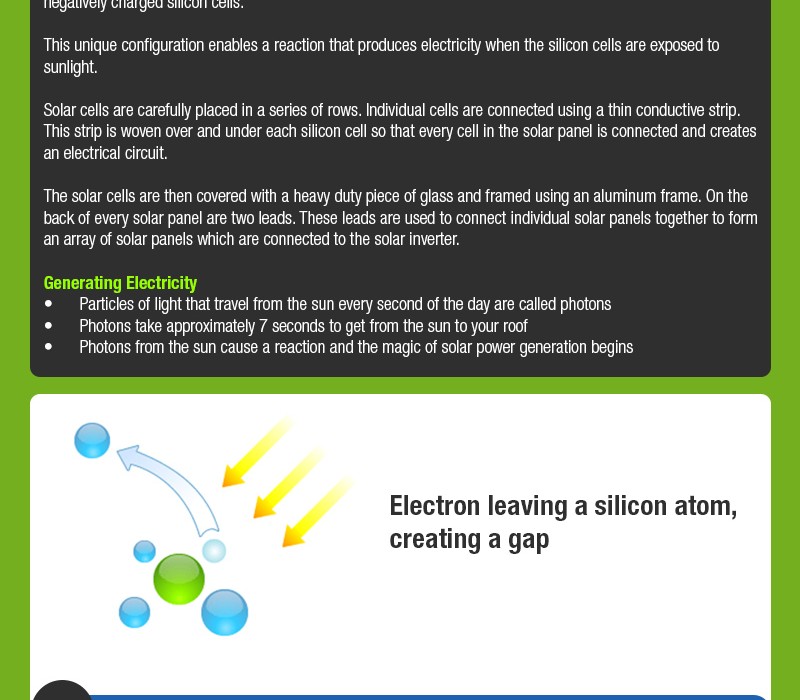 negatively charged silicon cells.
This unique configuration enables a reaction that produces electricity when the silicon cells are exposed to
sunlight.
Solar cells are carefully placed in a series of rows. Individual cells are connected using a thin conductive strip.
This strip is woven over and under each silicon cell so that every cell in the solar panel is connected and creates
an electrical circuit.
The solar cells are then covered with a heavy duty piece of glass and framed using an aluminum frame. On the
back of every solar panel are two leads. These leads are used to connect individual solar panels together to form
an array of solar panels which are connected to the solar inverter.
Generating Electricity
• Particles of light that travel from the sun every second of the day are called photons
• Photons take approximately 7 seconds to get from the sun to your roof
• Photons from the sun cause a reaction and the magic of solar power generation begins
Electron leaving a silicon atom,
creating a gap